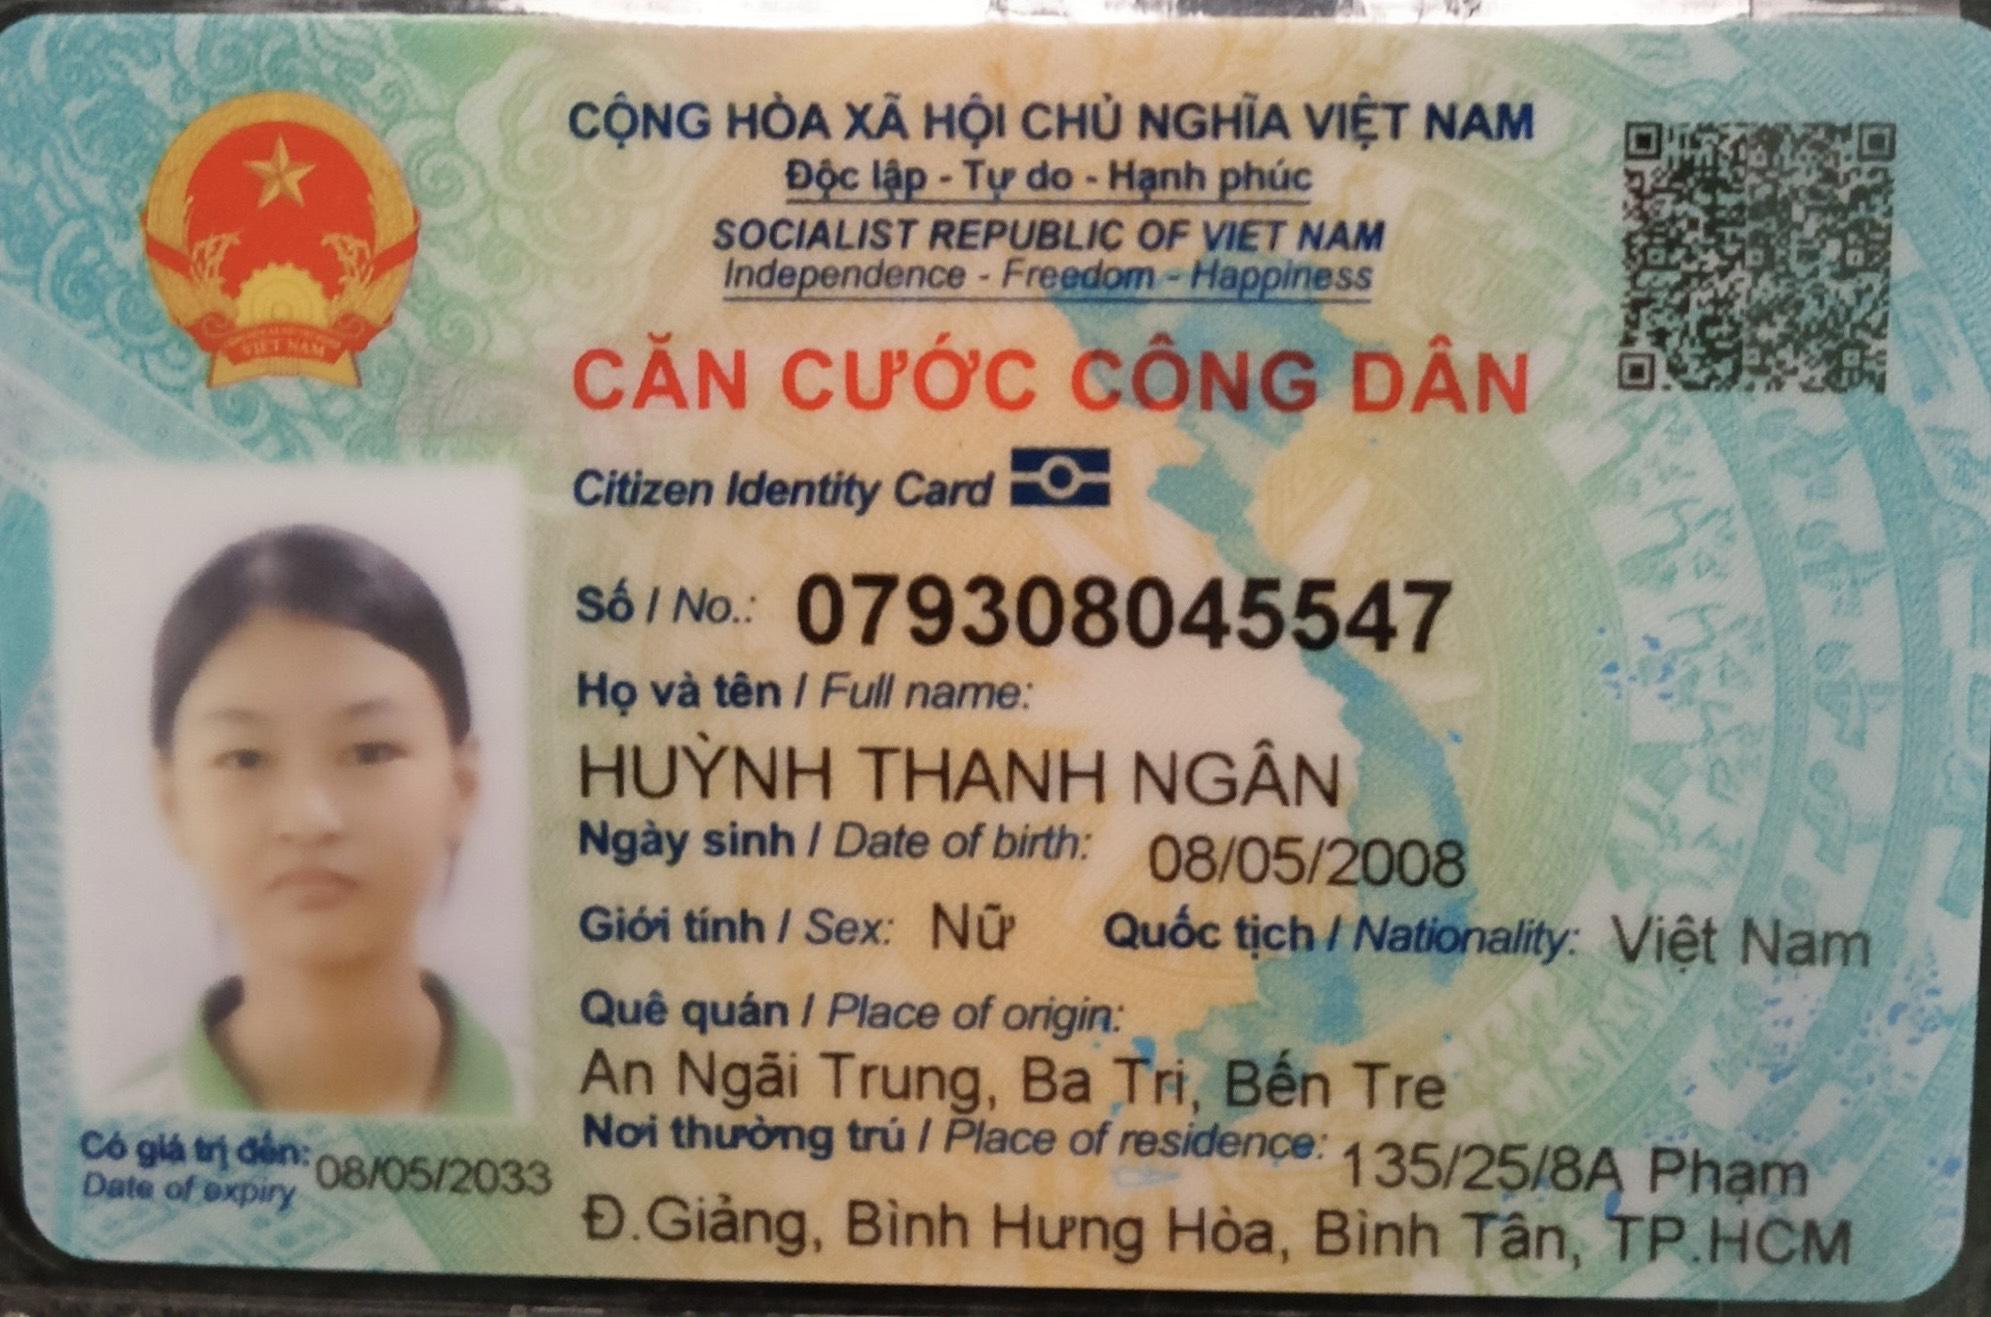 CỘNG HÒA XÃ HỘI CHỦ NGHĨA VIỆT NAM
Độc lập - Tự do - Hạnh phúc
SOCIALIST REPUBLIC OF VIET NAM
Independence - Freedom - Happiness
VIỆT NAM
CĂN CƯỚC CÔNG DÂN
Citizen Identity Card
Số / No.: 079308045547
Họ và tên / Full name:
HUỲNH THANH NGÂN
Ngày sinh / Date of birth: 08/05/2008
Giới tính / Sex: Nữ Quốc tịch / Nationality: Việt Nam
Quê quán / Place of origin:
An Ngãi Trung, Ba Tri, Bến Tre
Nơi thường trú / Place of residence: 135/25/8A Phạm
Đ.Giảng, Bình Hưng Hòa, Bình Tân, TP.HCM
Có giá trị đến: 08/05/2033
Date of expiry